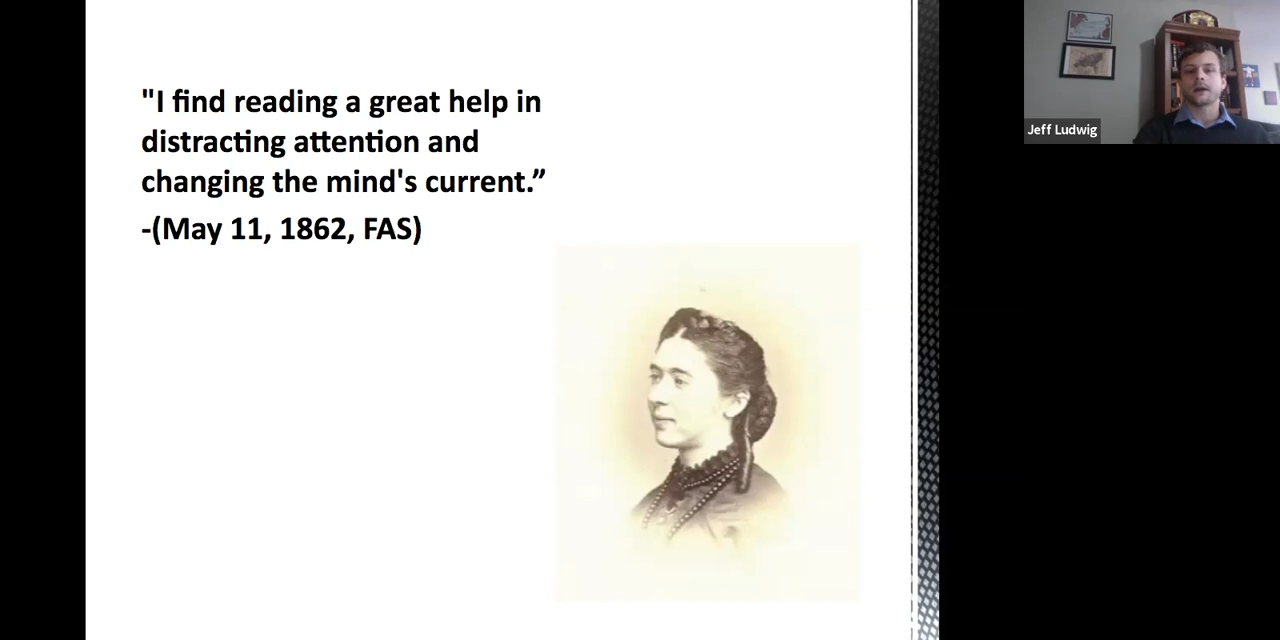 "I find reading a great help in
distracting attention and
changing the mind's current.”
-(May 11, 1862, FAS)
Jeff Ludwig